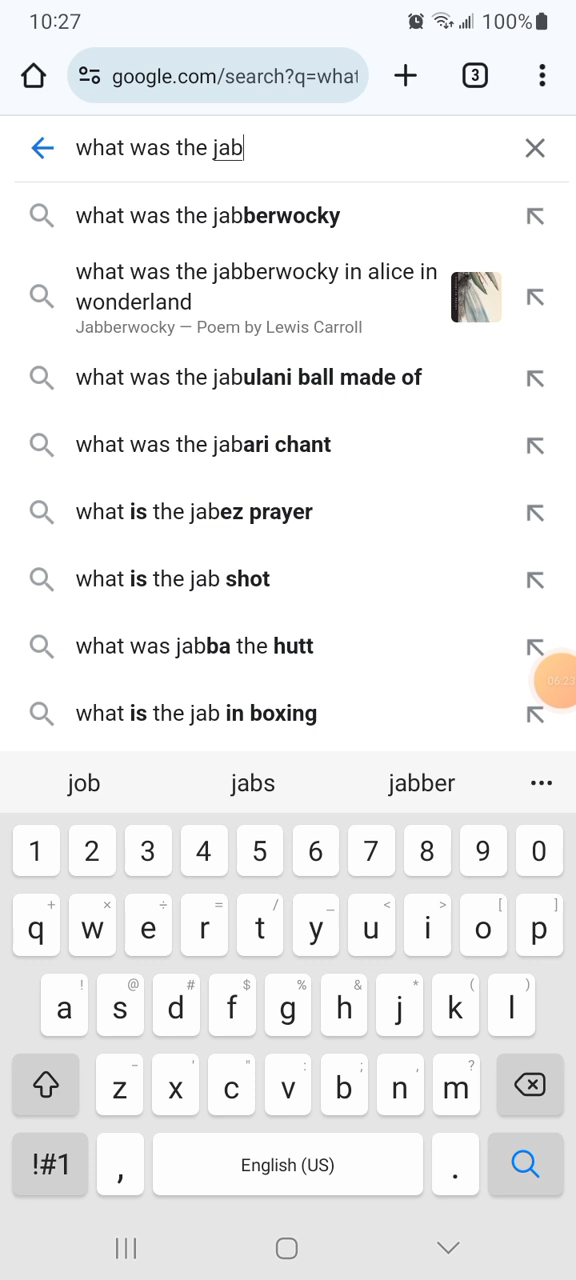 10:27
100%
google.com/search?q=what
3
what was the jab
what was the jabberwocky
what was the jabberwocky in alice in
wonderland
Jabberwocky — Poem by Lewis Carroll
what was the jabulani ball made of
what was the jabari chant
what is the jabez prayer
what is the jab shot
what was jabba the hutt
06:23
what is the jab in boxing
job jabs jabber •••
1 2 3 4 5 6 7 8 9 0
+ × ÷ = / _ < > [ ]
q w e r t y u i o p
! @ # $ % & * ( )
a s d f g h j k l
- ' " : ; , ?
z x c v b n m
!#1 , English (US) .